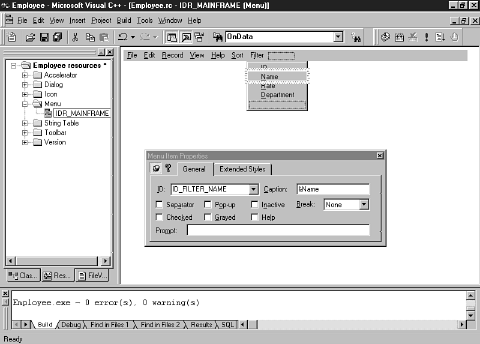 Employee - Microsoft Visual C++ - [Employee.rc - IDR_MAINFRAME (Menu)]
File Edit View Insert Project Build Tools Window Help
OnData
Employee resources *
Accelerator
Dialog
Icon
Menu
IDR_MAINFRAME
String Table
Toolbar
Version
Clas...
Res...
FileV...
File Edit Record View Help Sort Filter
ID
Name
Rate
Department
Menu Item Properties
General Extended Styles
ID: ID_FILTER_NAME Caption: &Name
Separator Pop-up Inactive Break: None
Checked Grayed Help
Prompt:
Employee.exe - 0 error(s), 0 warning(s)
Build Debug Find in Files 1 Find in Files 2 Results SQL
Ready